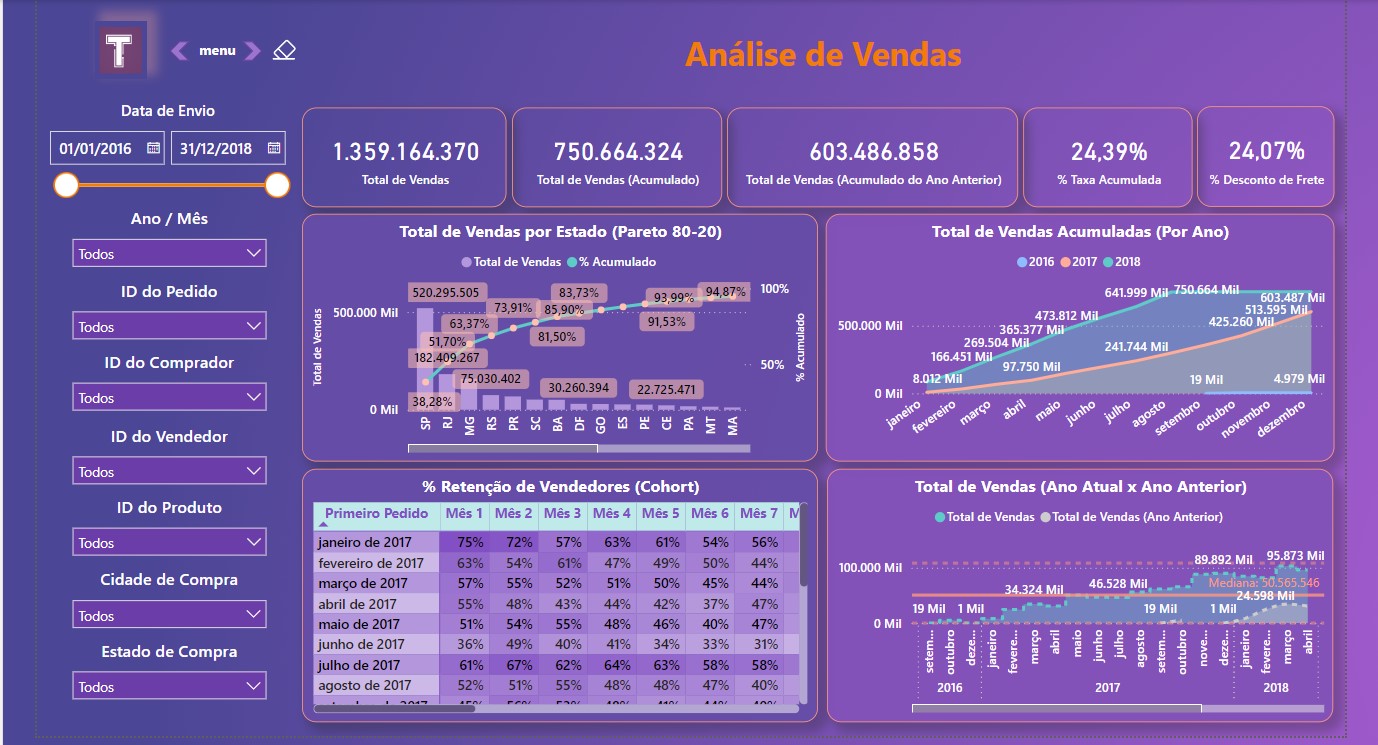 T
menu
Análise de Vendas
Data de Envio
01/01/2016
31/12/2018
Ano / Mês
Todos
ID do Pedido
Todos
ID do Comprador
Todos
ID do Vendedor
Todos
ID do Produto
Todos
Cidade de Compra
Todos
Estado de Compra
Todos
1.359.164.370
Total de Vendas
750.664.324
Total de Vendas (Acumulado)
603.486.858
Total de Vendas (Acumulado do Ano Anterior)
24,39%
% Taxa Acumulada
24,07%
% Desconto de Frete
Total de Vendas por Estado (Pareto 80-20)
Total de Vendas % Acumulado
Total de Vendas
500.000 Mil
0 Mil
520.295.505
182.409.267
75.030.402
30.260.394
22.725.471
38,28%
51,70%
63,37%
73,91%
81,50%
83,73%
85,90%
91,53%
93,99%
94,87%
100%
50%
% Acumulado
SP RJ MG RS PR SC BA DF GO ES PE CE PA MT MA
Total de Vendas Acumuladas (Por Ano)
2016 2017 2018
500.000 Mil
0 Mil
8.012 Mil
166.451 Mil
269.504 Mil
365.377 Mil
473.812 Mil
641.999 Mil
750.664 Mil
97.750 Mil
241.744 Mil
425.260 Mil
513.595 Mil
603.487 Mil
19 Mil
4.979 Mil
janeiro fevereiro março abril maio junho julho agosto setembro outubro novembro dezembro
% Retenção de Vendedores (Cohort)
Primeiro Pedido Mês 1 Mês 2 Mês 3 Mês 4 Mês 5 Mês 6 Mês 7 M
janeiro de 2017 75% 72% 57% 63% 61% 54% 56%
fevereiro de 2017 63% 54% 61% 47% 49% 50% 44%
março de 2017 57% 55% 52% 51% 50% 45% 44%
abril de 2017 55% 48% 43% 44% 42% 37% 47%
maio de 2017 51% 54% 55% 48% 46% 40% 47%
junho de 2017 36% 49% 40% 41% 34% 33% 31%
julho de 2017 61% 67% 62% 64% 63% 58% 58%
agosto de 2017 52% 51% 55% 48% 48% 47% 40%
Total de Vendas (Ano Atual x Ano Anterior)
Total de Vendas Total de Vendas (Ano Anterior)
100.000 Mil
0 Mil
19 Mil
1 Mil
34.324 Mil
46.528 Mil
19 Mil
89.892 Mil
1 Mil
95.873 Mil
Mediana: 50.565.546
24.598 Mil
setem... outubro deze... janeiro fevere... março abril maio junho julho agosto setem... outubro nove... deze... janeiro fevere... março abril
2016 2017 2018